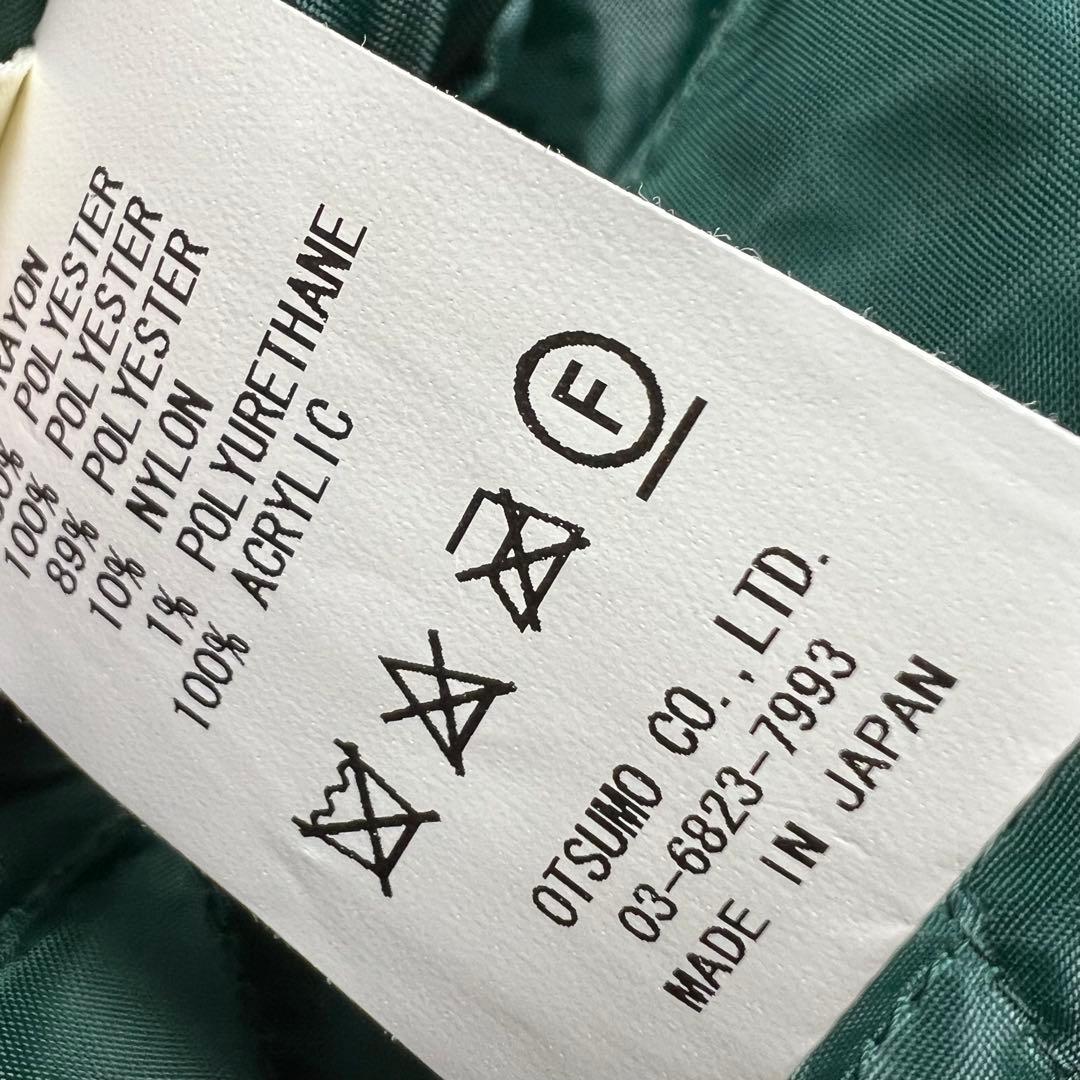 RAYON
100% POLYESTER
100% POLYESTER
89% POLYESTER
10% NYLON
1% POLYURETHANE
100% ACRYLIC
F
OTSUMO CO., LTD.
03-6823-7993
MADE IN JAPAN